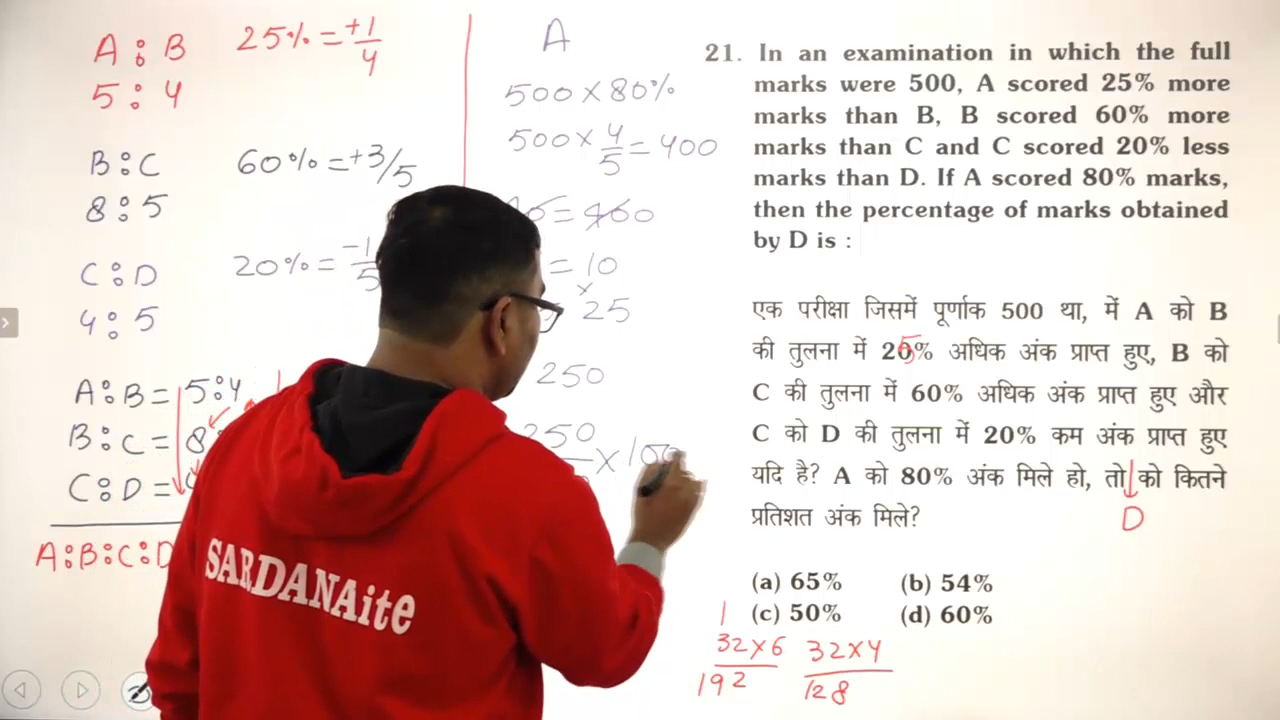 A : B 25% = +1/4
5 : 4
B : C 60% = +3/5
8 : 5
C : D 20% = -1/5
4 : 5
A : B = 5 : 4
B : C = 8
C : D =
A : B : C : D
A
500 × 80%
500 × 4/5 = 400
= 400
= 10
× 25
250
250
× 100
SARDANAite
21. In an examination in which the full
marks were 500, A scored 25% more
marks than B, B scored 60% more
marks than C and C scored 20% less
marks than D. If A scored 80% marks,
then the percentage of marks obtained
by D is :
एक परीक्षा जिसमें पूर्णांक 500 था, में A को B
की तुलना में 20% अधिक अंक प्राप्त हुए, B को
5
C की तुलना में 60% अधिक अंक प्राप्त हुए और
C को D की तुलना में 20% कम अंक प्राप्त हुए
यदि है? A को 80% अंक मिले हो, तो को कितने
D
प्रतिशत अंक मिले?
(a) 65% (b) 54%
(c) 50% (d) 60%
1
32×6 32×4
192 128